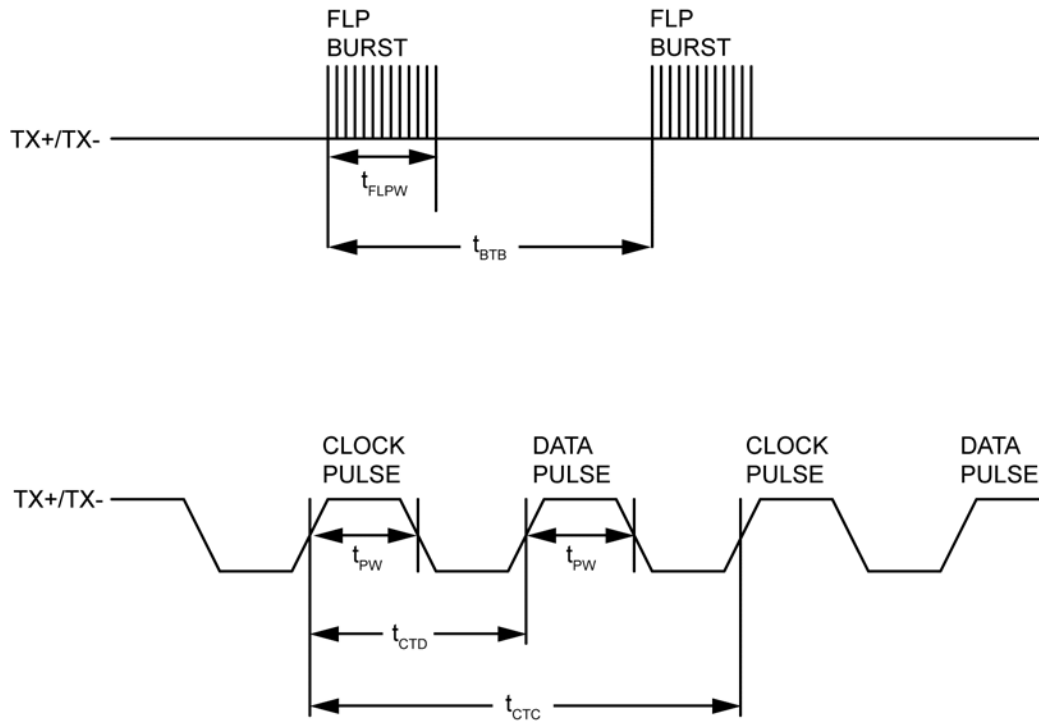 FLP FLP
BURST BURST
TX+/TX-
tFLPW
tBTB
CLOCK DATA CLOCK DATA
PULSE PULSE PULSE PULSE
TX+/TX-
tPW tPW
tCTD
tCTC